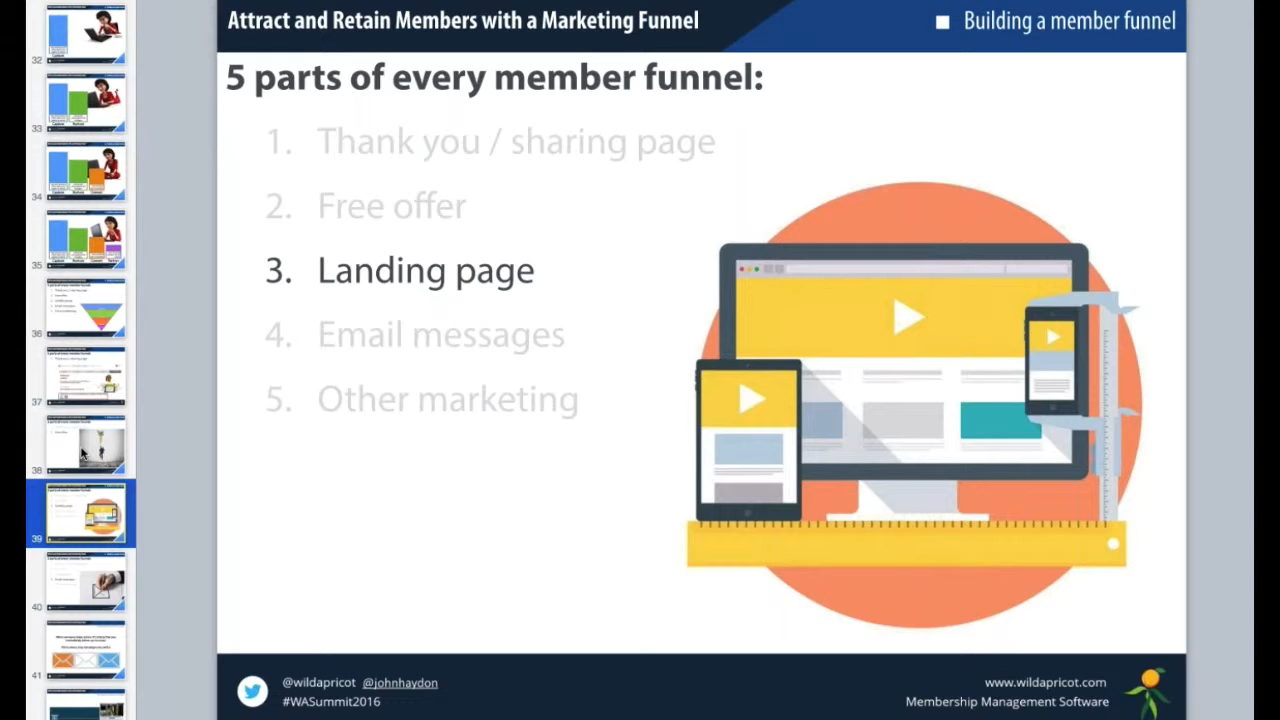 Attract and Retain Members with a Marketing Funnel
Building a member funnel
5 parts of every member funnel:
1. Thank you / sharing page
2. Free offer
3. Landing page
4. Email messages
5. Other marketing
@wildapricot @johnhaydon
#WASummit2016
www.wildapricot.com
Membership Management Software
32
33
34
35
36
37
38
39
40
41